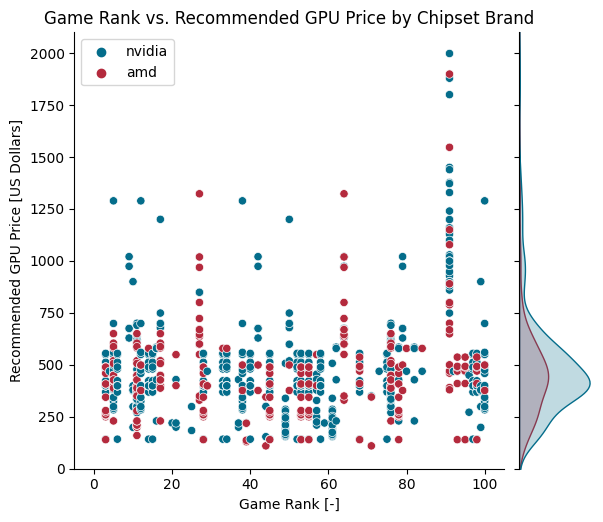 Game Rank vs. Recommended GPU Price by Chipset Brand
nvidia
amd
Recommended GPU Price [US Dollars]
2000
1750
1500
1250
1000
750
500
250
0
0 20 40 60 80 100
Game Rank [-]